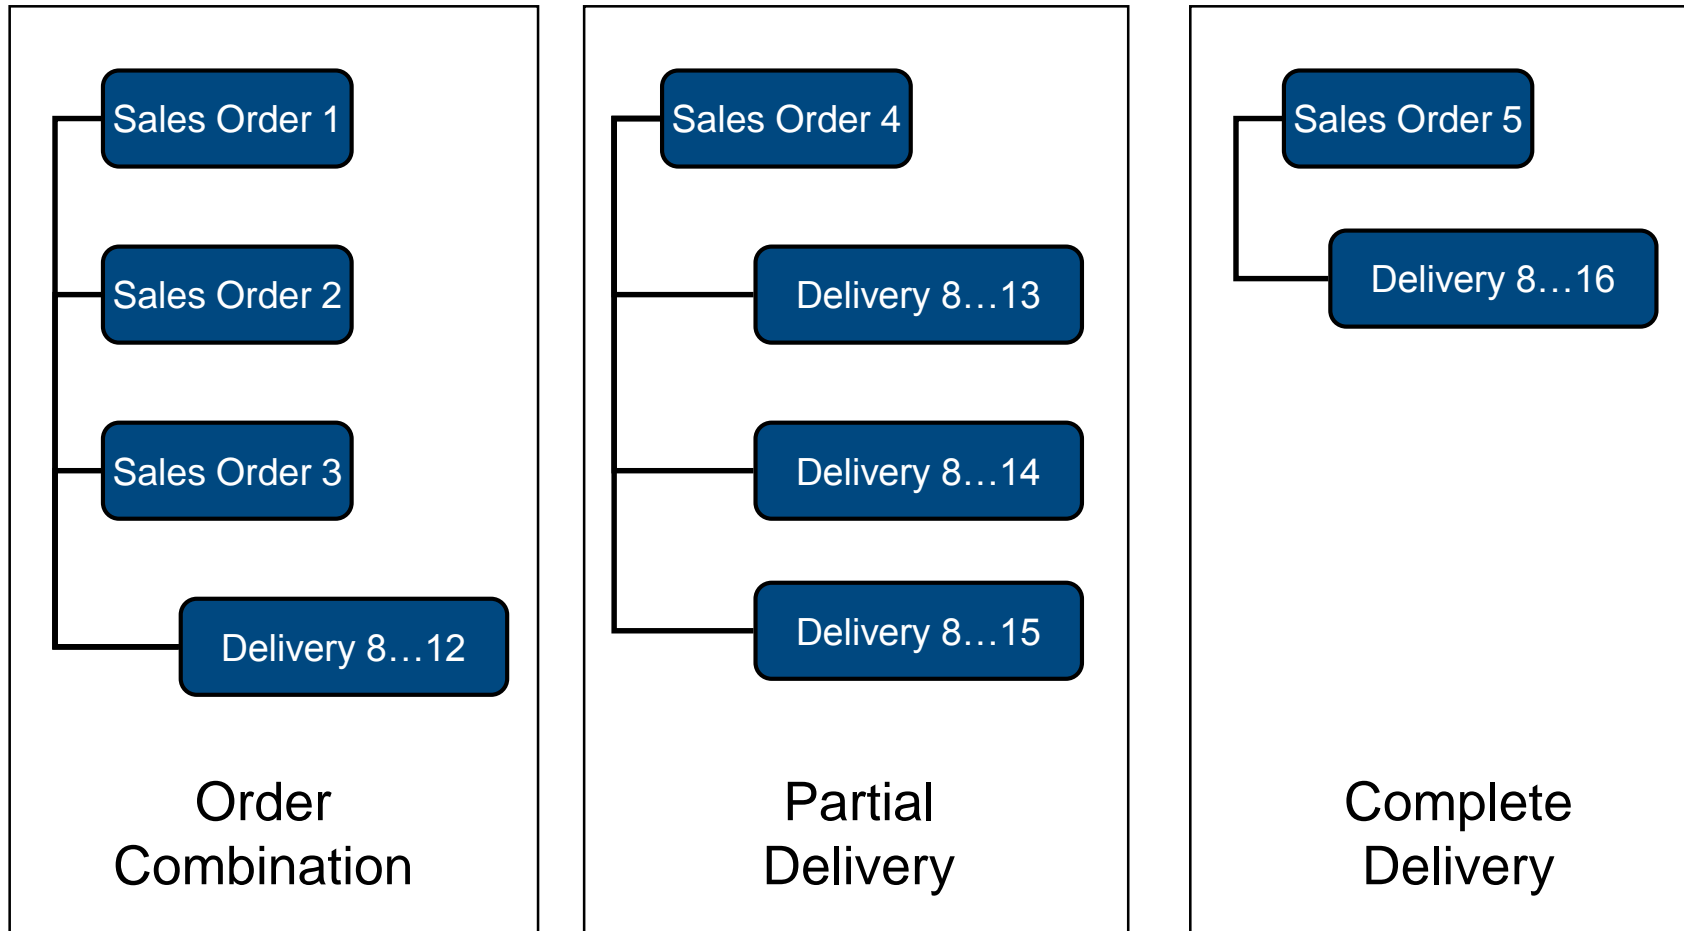 Sales Order 1
Sales Order 2
Sales Order 3
Delivery 8…12
Order
Combination
Sales Order 4
Delivery 8…13
Delivery 8…14
Delivery 8…15
Partial
Delivery
Sales Order 5
Delivery 8…16
Complete
Delivery